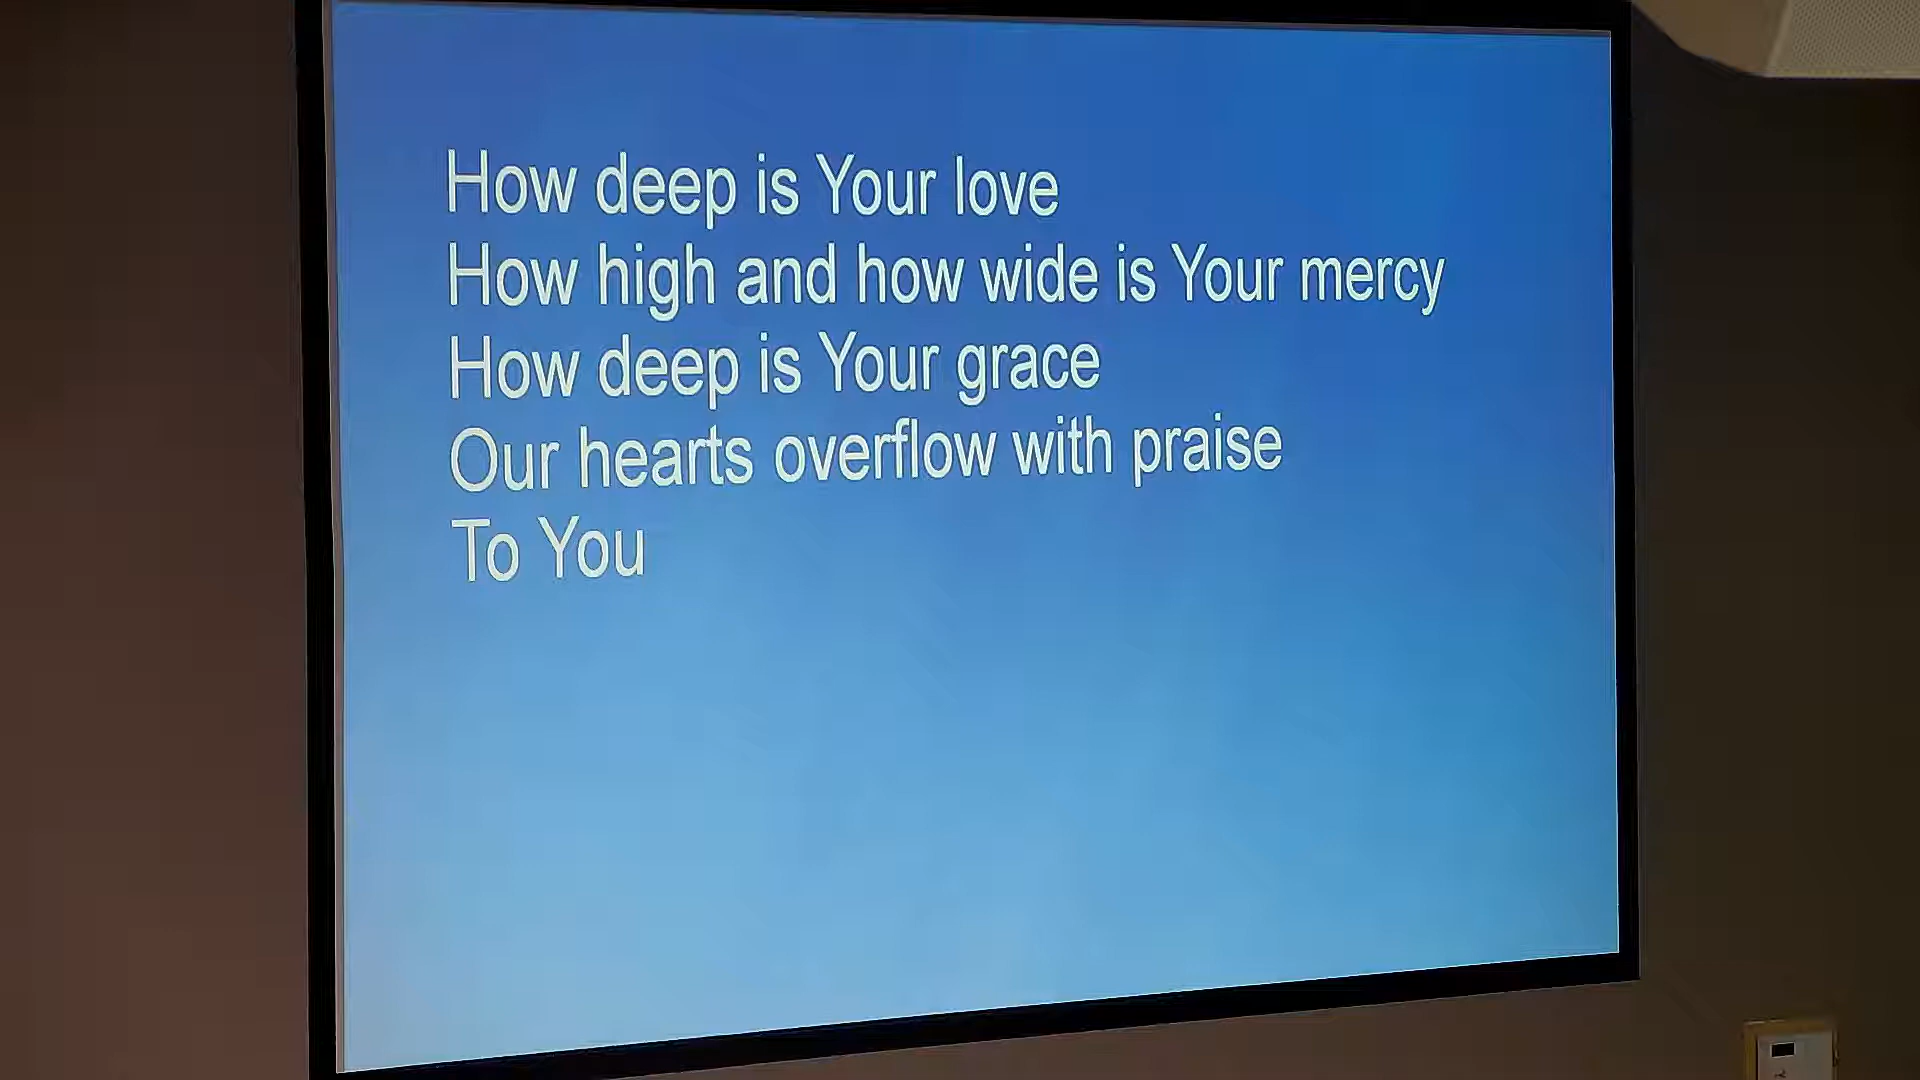 How deep is Your love
How high and how wide is Your mercy
How deep is Your grace
Our hearts overflow with praise
To You